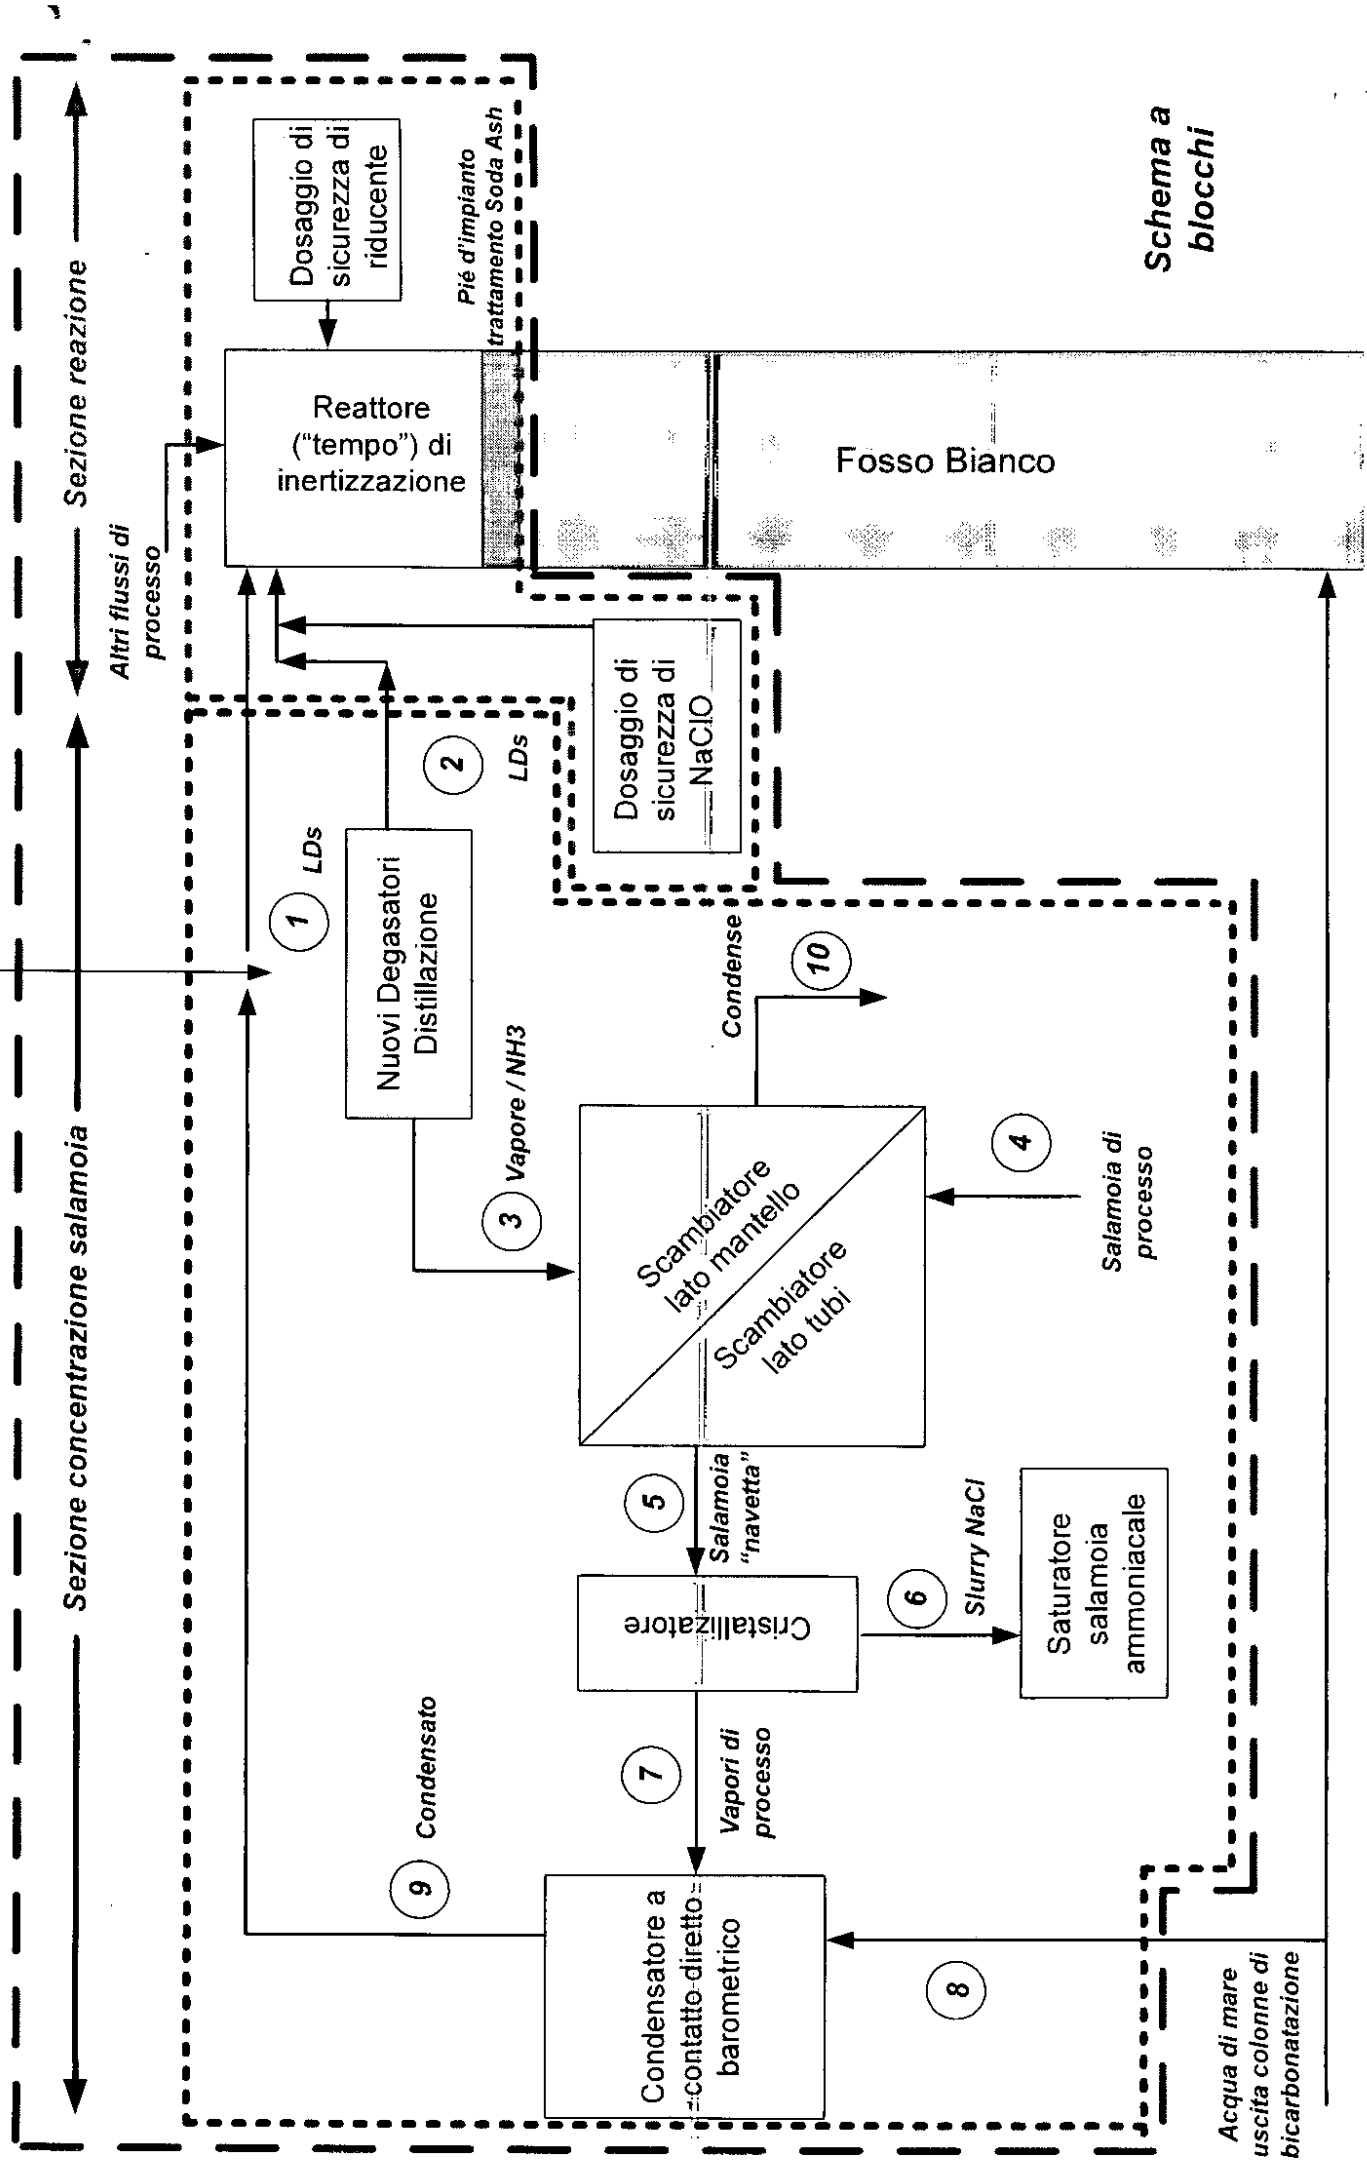 Sezione concentrazione salamoia
Sezione reazione
Altri flussi di
processo
Dosaggio di
sicurezza di
riducente
Reattore
("tempo") di
inertizzazione
Pié d'impianto
trattamento Soda Ash
Fosso Bianco
Schema a
blocchi
1
LDs
2
LDs
Nuovi Degasatori
Distillazione
Dosaggio di
sicurezza di
NaClO
3
Vapore / NH3
Condense
10
Scambiatore
lato mantello
Scambiatore
lato tubi
4
Salamoia di
processo
5
Salamoia
"navetta"
Cristallizzatore
6
Slurry NaCl
Saturatore
salamoia
ammoniacale
7
Vapori di
processo
9
Condensato
Condensatore a
contatto diretto
barometrico
8
Acqua di mare
uscita colonne di
bicarbonatazione